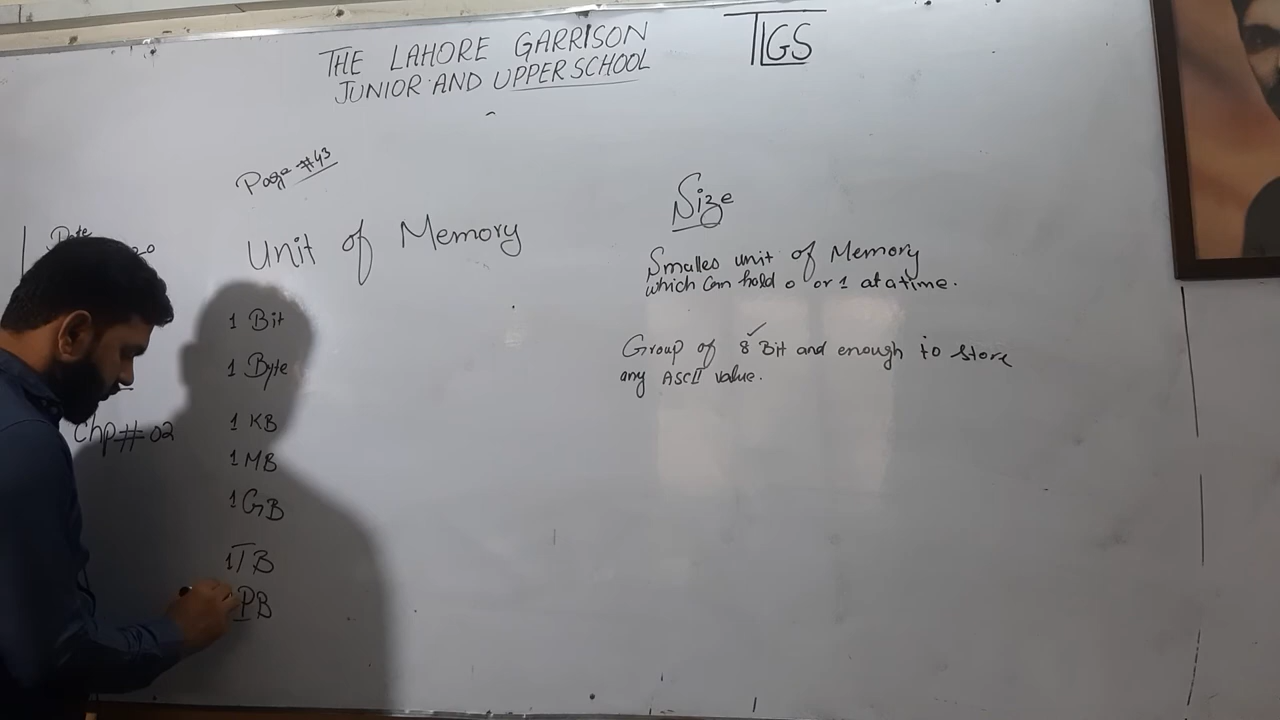 THE LAHORE GARRISON
JUNIOR AND UPPER SCHOOL
TLGS
Page #43
Date
Unit of Memory
Size
Smalles unit of Memory
which Can hold 0 or 1 at a time.
1 Bit
1 Byte
Group of 8 Bit and enough to store
any ASCII value.
Chp# 02
1 KB
1 MB
1 GB
1 TB
PB